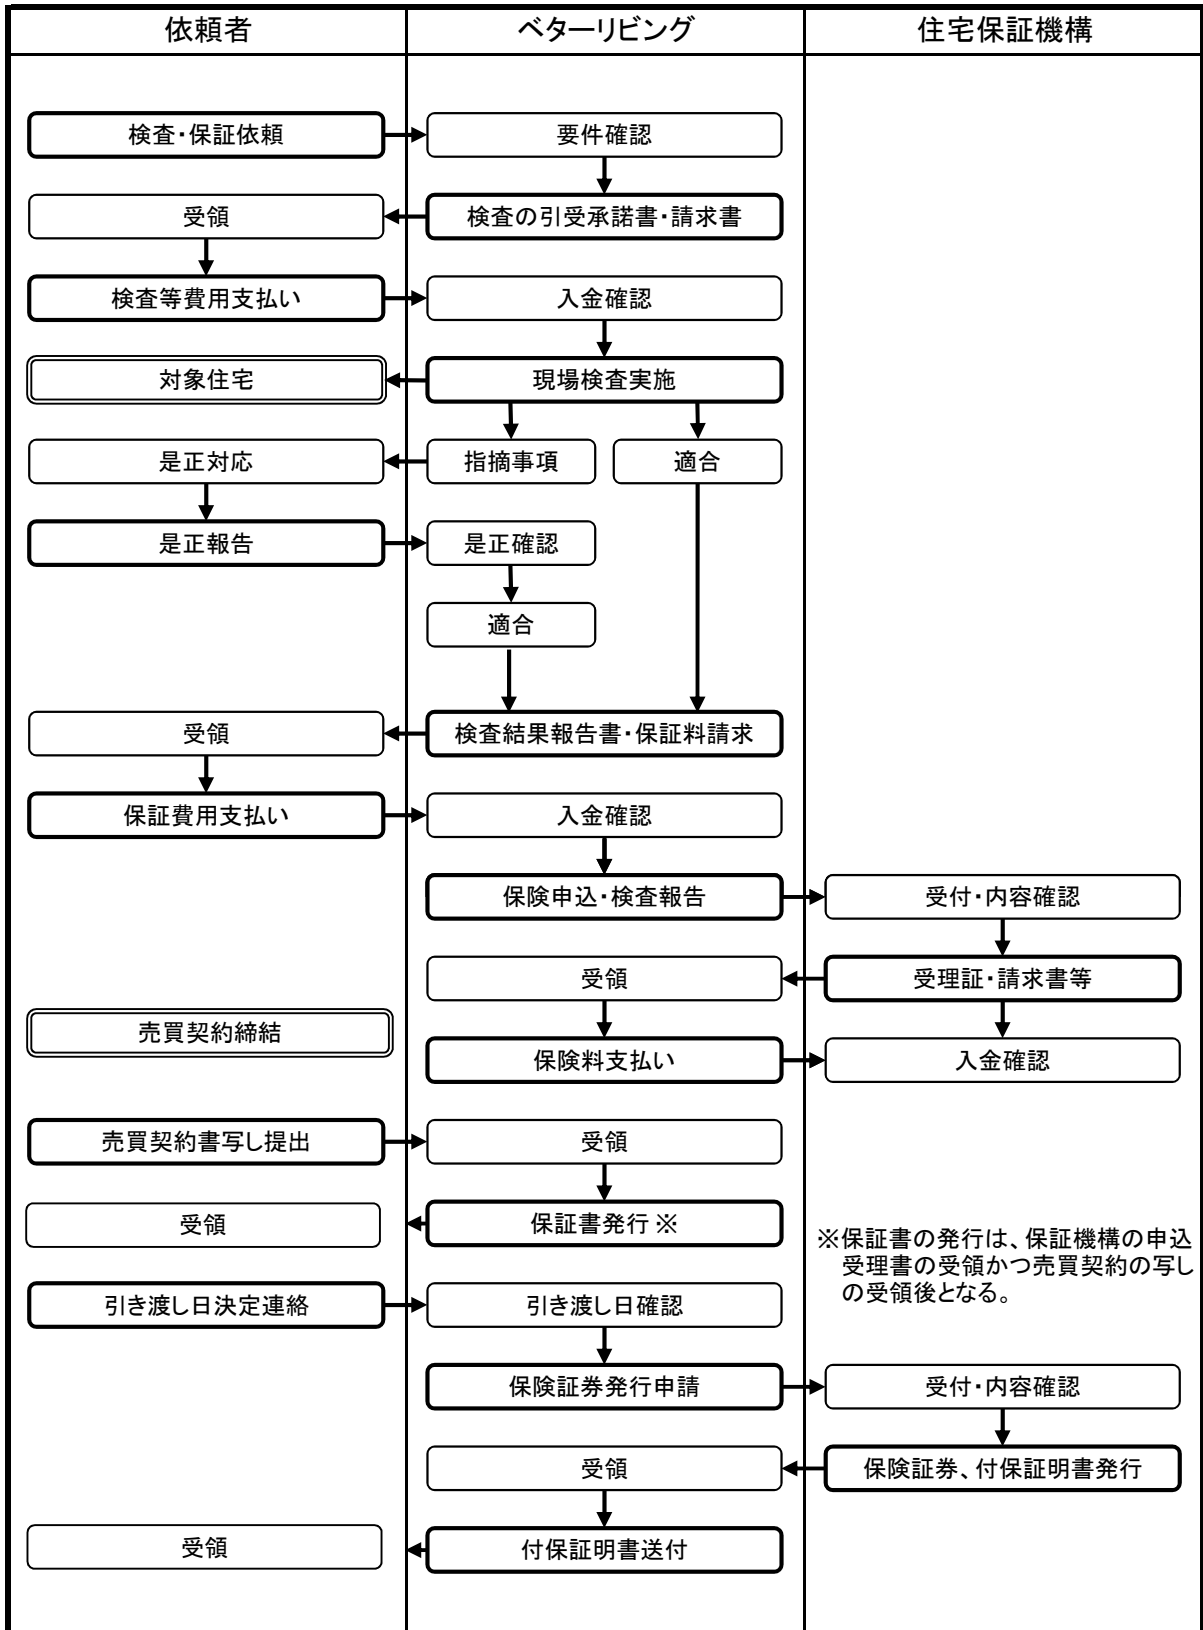 依頼者
ベターリビング
住宅保証機構
検査・保証依頼
要件確認
受領
検査の引受承諾書・請求書
検査等費用支払い
入金確認
対象住宅
現場検査実施
是正対応
指摘事項
適合
是正報告
是正確認
適合
受領
検査結果報告書・保証料請求
保証費用支払い
入金確認
保険申込・検査報告
受付・内容確認
受領
受理証・請求書等
売買契約締結
保険料支払い
入金確認
売買契約書写し提出
受領
受領
保証書発行 ※
※保証書の発行は、保証機構の申込
受理書の受領かつ売買契約の写し
の受領後となる。
引き渡し日決定連絡
引き渡し日確認
保険証券発行申請
受付・内容確認
受領
保険証券、付保証明書発行
受領
付保証明書送付